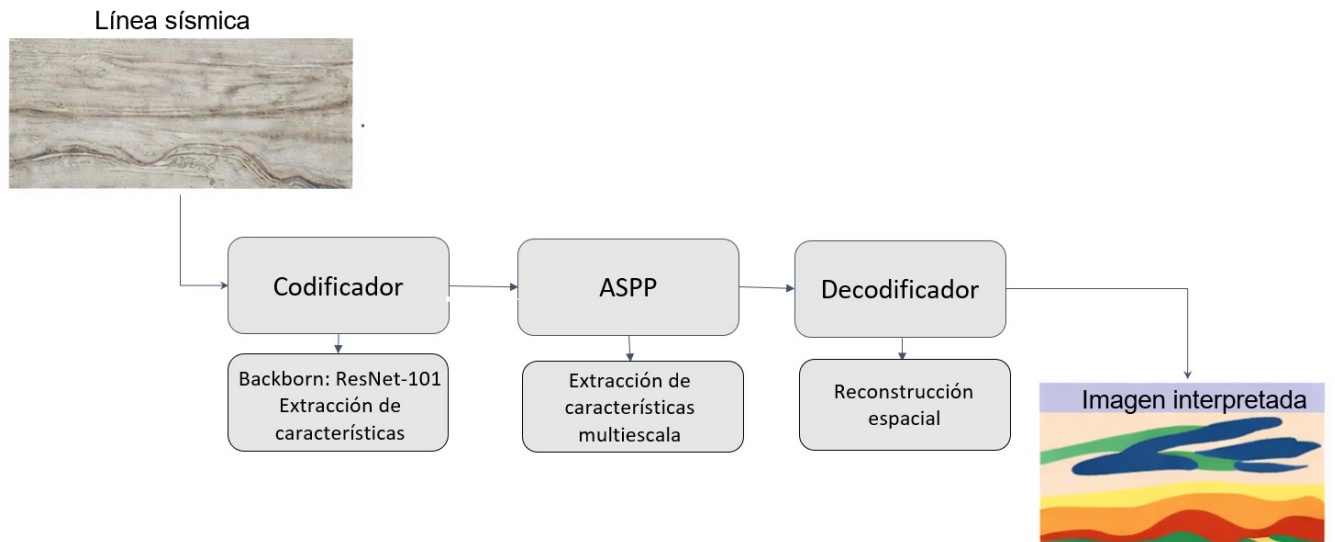 Línea sísmica
Codificador
ASPP
Decodificador
Backborn: ResNet-101
Extracción de
características
Extracción de
características
multiescala
Reconstrucción
espacial
Imagen interpretada